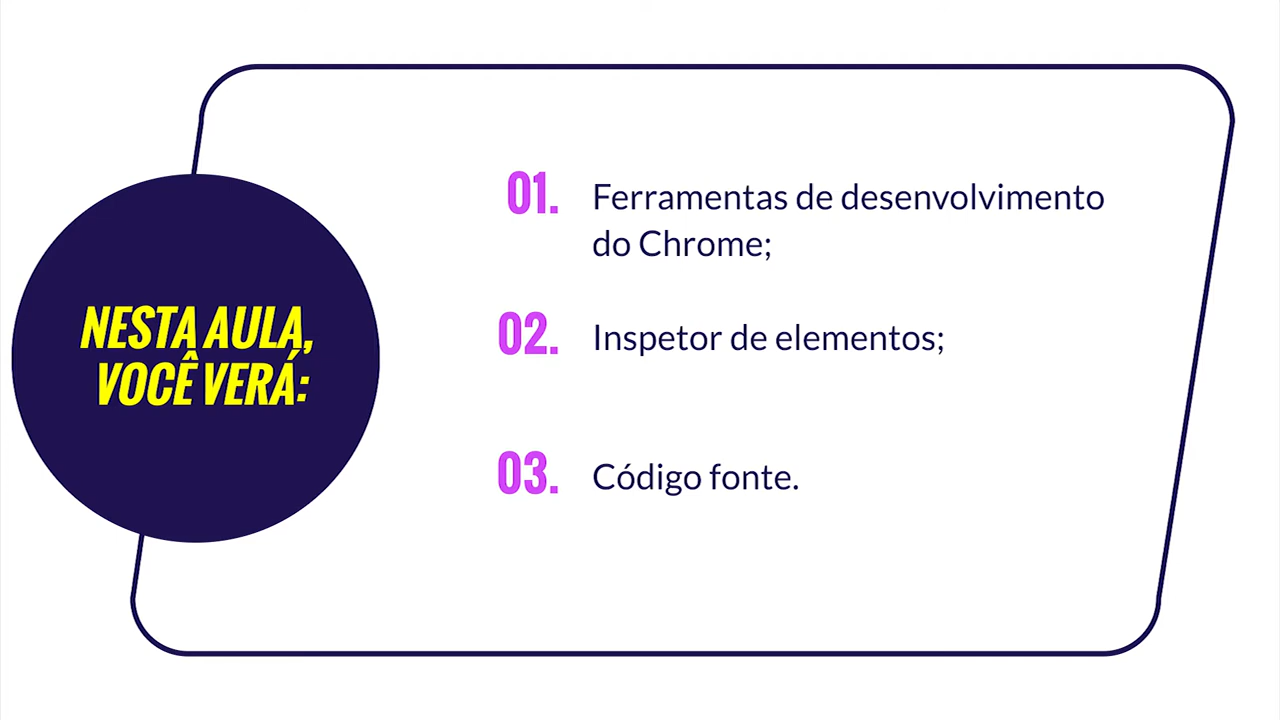 NESTA AULA,
VOCÊ VERÁ:
01. Ferramentas de desenvolvimento
do Chrome;
02. Inspetor de elementos;
03. Código fonte.